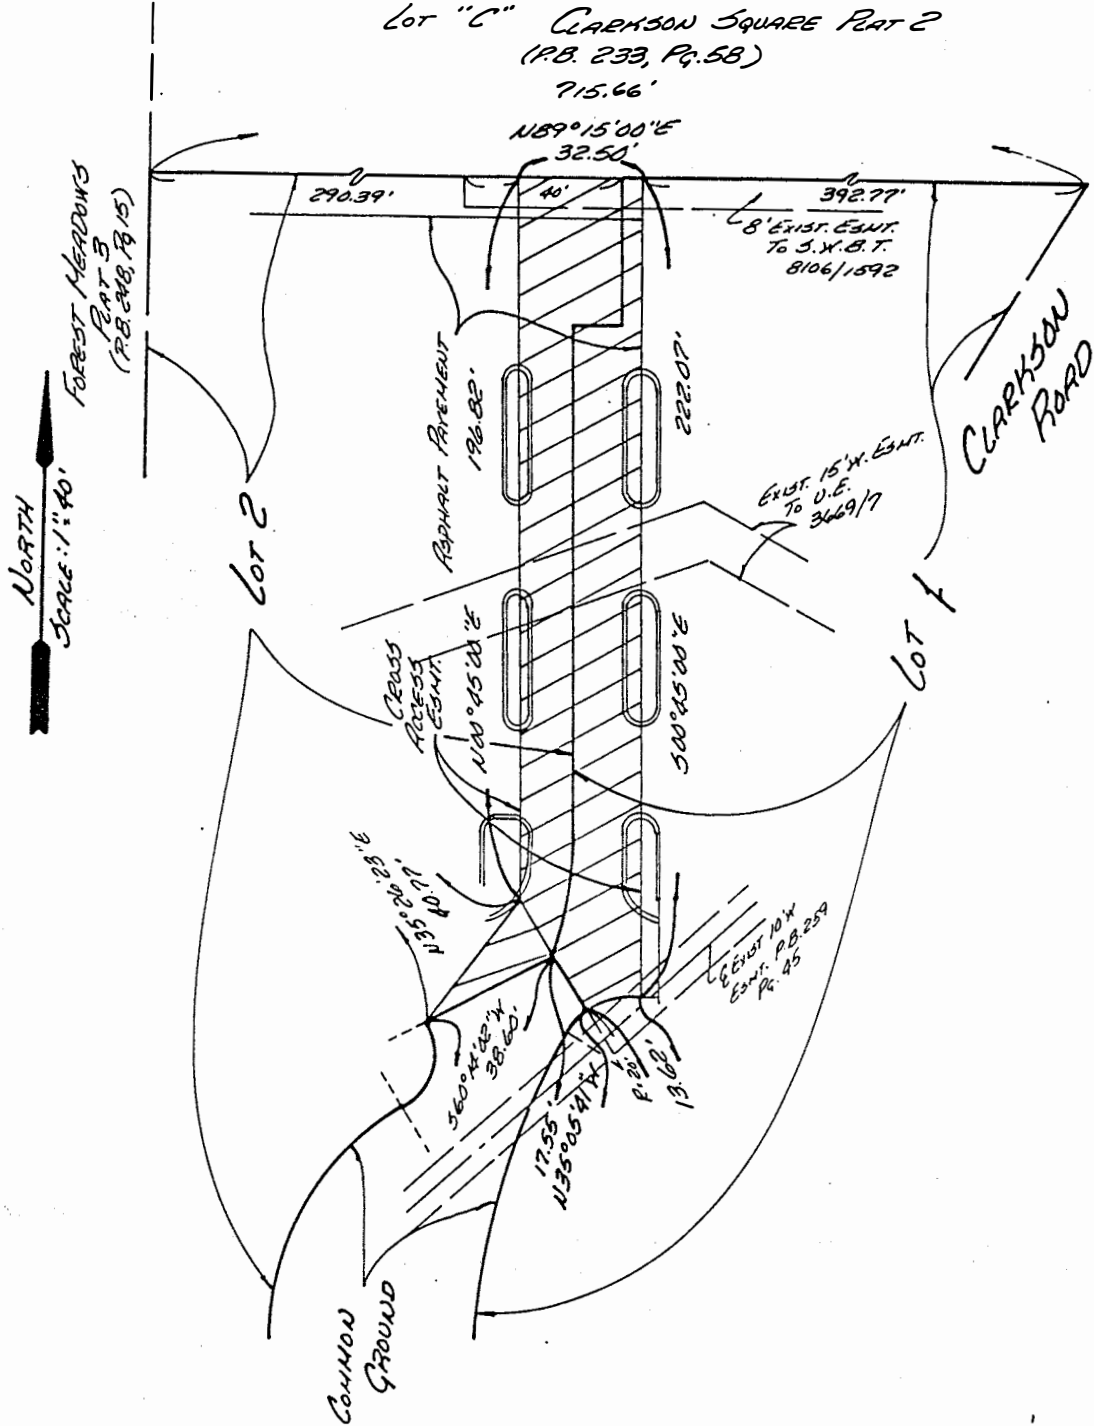 LOT "C" CLARKSON SQUARE PLAT 2
(P.B. 233, PG. 58)
715.66'
N89°15'00"E
32.50'
290.39'
40'
392.77'
8' EXIST. ESMT.
TO S.W.B.T.
8106/1592
FOREST MEADOWS
PLAT 3
(P.B. 248, PG 15)
NORTH
SCALE: 1"=40'
LOT 2
ASPHALT PAVEMENT
196.82'
222.07'
CLARKSON
ROAD
EXIST. 15'W. ESMT.
TO U.E.
3669/7
CROSS
ACCESS
ESMT.
N00°45'00"E
S00°45'00"E
LOT 1
N35°26'23"E
40.77'
S60°14'02"W
38.60'
17.55'
N35°05'41"W
R=20'
13.62'
℄ EXIST 10'W
ESMT. P.B. 259
PG. 45
COMMON
GROUND